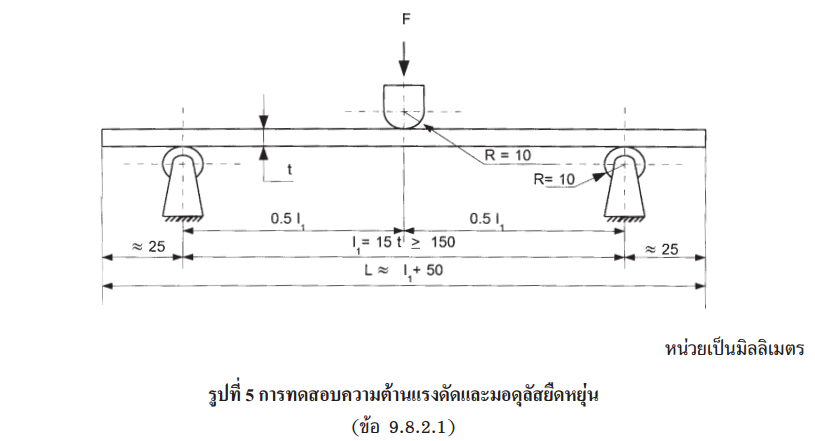 F
t
R = 10
R= 10
0.5 l₁
0.5 l₁
≈ 25
l₁= 15 t ≥ 150
≈ 25
L ≈ l₁+ 50
หน่วยเป็นมิลลิเมตร
รูปที่ 5 การทดสอบความต้านแรงดัดและมอดุลัสยืดหยุ่น
(ข้อ 9.8.2.1)